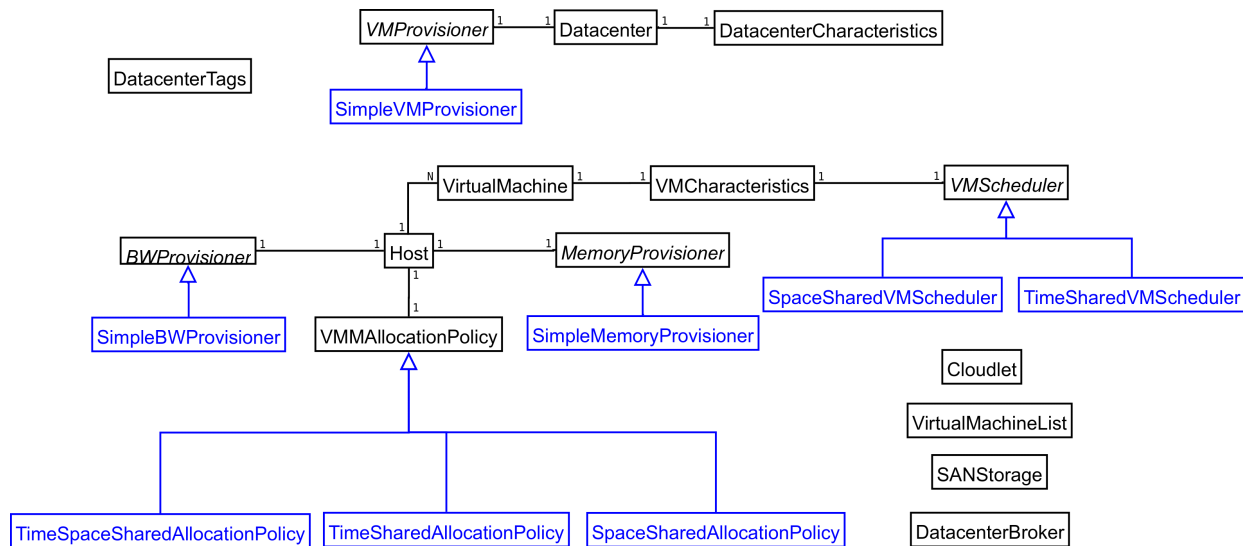 VMProvisioner 1 1 Datacenter 1 1 DatacenterCharacteristics
DatacenterTags
SimpleVMProvisioner
N VirtualMachine 1 1 VMCharacteristics 1 1 VMScheduler
1
BWProvisioner 1 1 Host 1 1 MemoryProvisioner
1
SpaceSharedVMScheduler TimeSharedVMScheduler
1
SimpleBWProvisioner VMMAllocationPolicy SimpleMemoryProvisioner
Cloudlet
VirtualMachineList
SANStorage
TimeSpaceSharedAllocationPolicy TimeSharedAllocationPolicy SpaceSharedAllocationPolicy DatacenterBroker